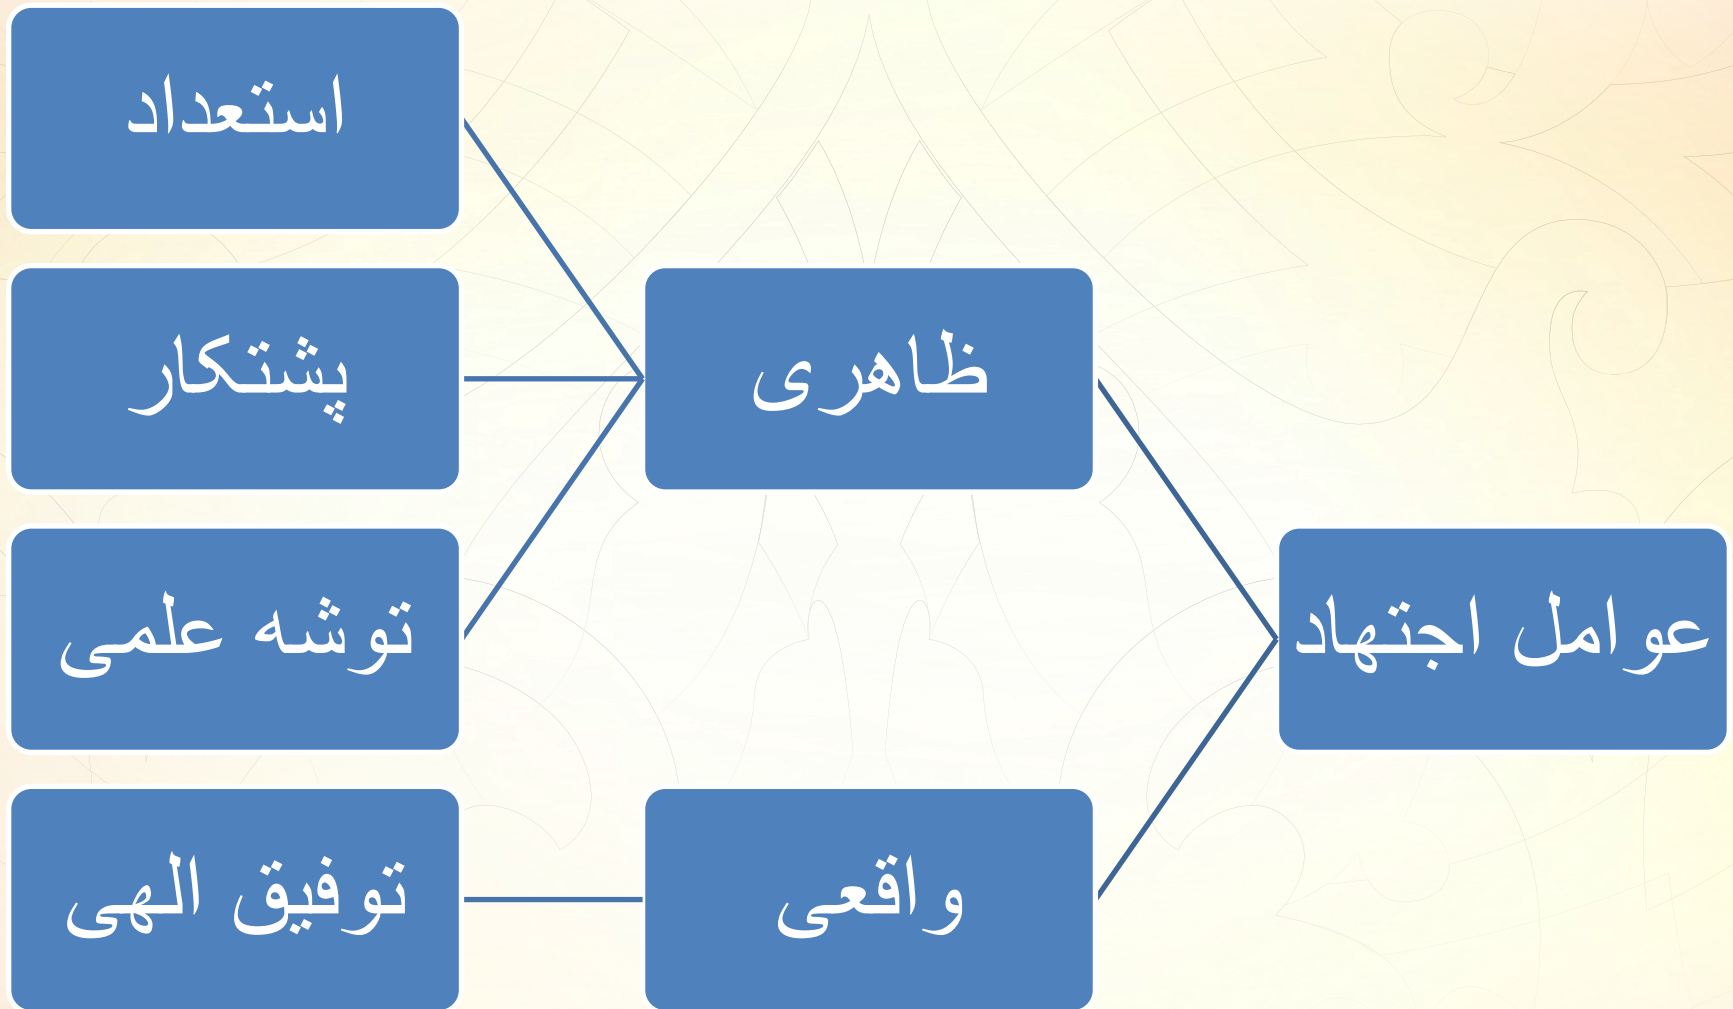 عوامل اجتهاد
ظاهری
استعداد
پشتکار
توشه علمی
واقعی
توفیق الهی